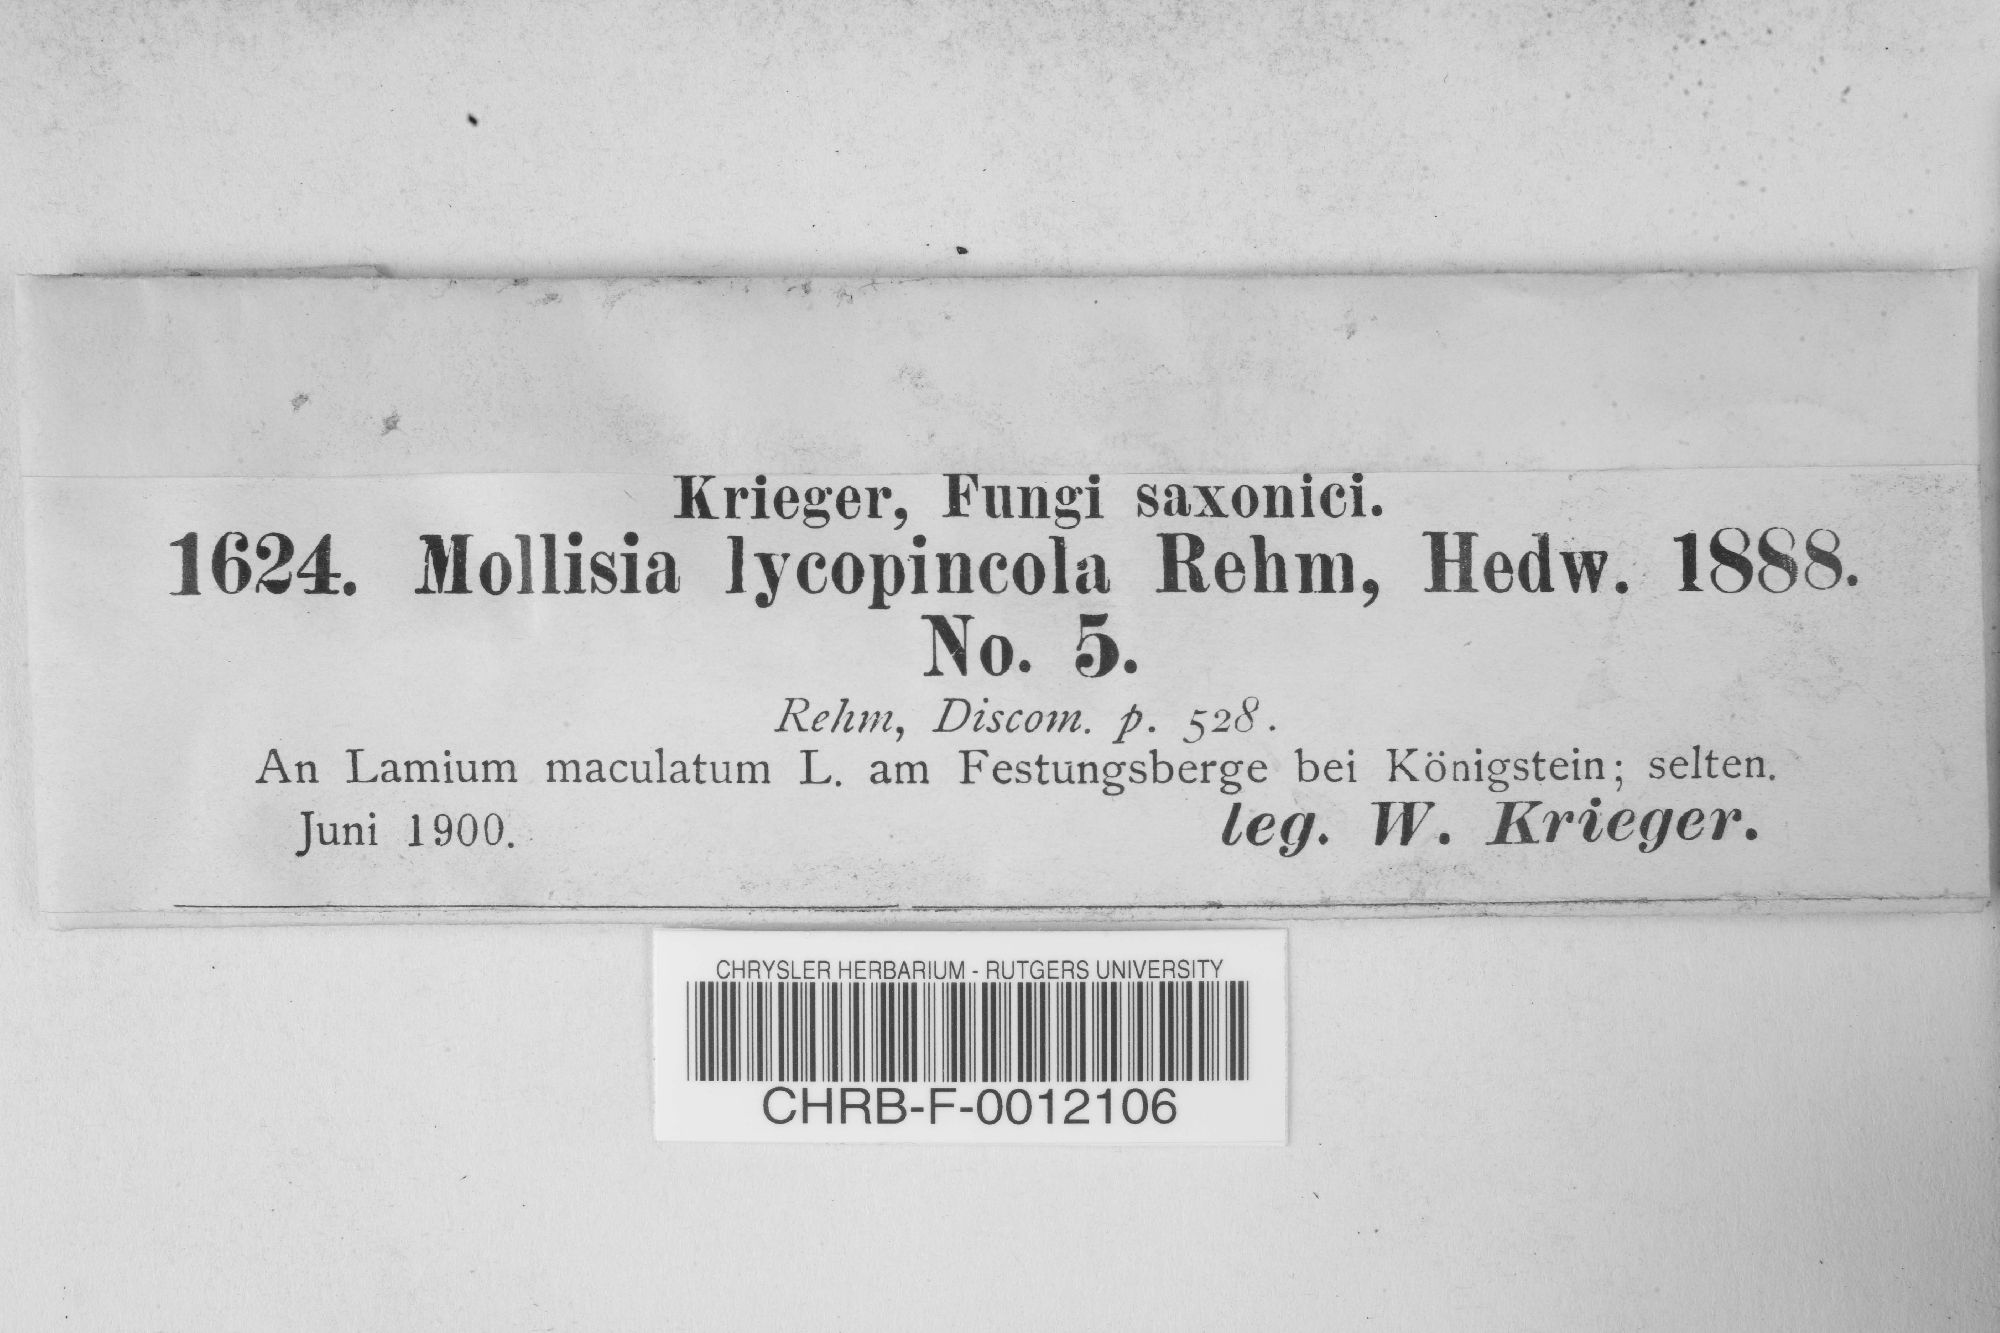 Krieger, Fungi saxonici.
1624. Mollisia lycopincola Rehm, Hedw. 1888.
No. 5.
Rehm, Discom. p. 528.
An Lamium maculatum L. am Festungsberge bei Königstein; selten.
Juni 1900. leg. W. Krieger.
CHRYSLER HERBARIUM - RUTGERS UNIVERSITY
CHRB-F-0012106